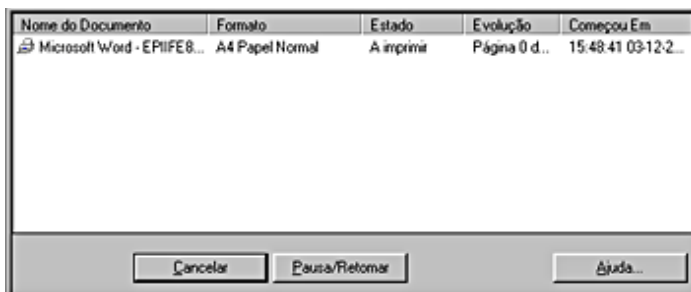 Nome do Documento Formato Estado Evolução Começou Em
Microsoft Word - EPIIFE8... A4 Papel Normal A imprimir Página 0 d... 15:48:41 03-12-2...
Cancelar Pausa/Retomar Ajuda...